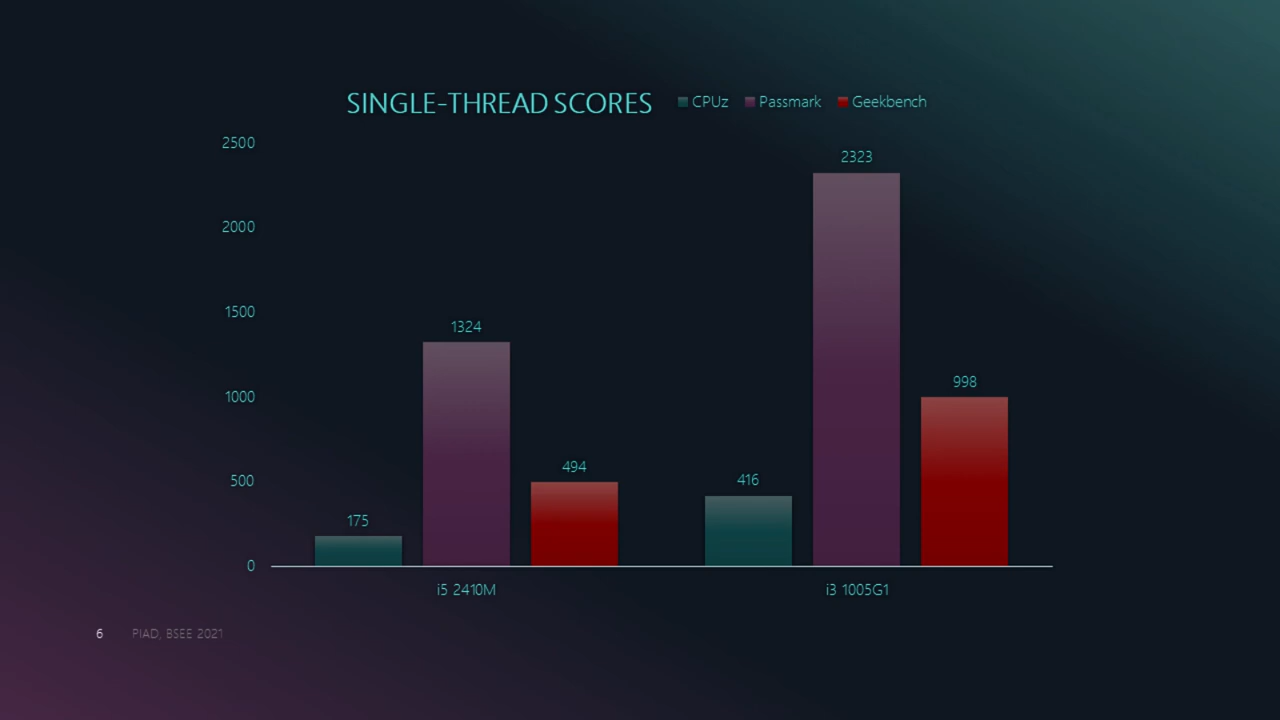 SINGLE-THREAD SCORES
CPUz Passmark Geekbench
2500
2000
1500
1000
500
0
175
1324
494
416
2323
998
i5 2410M
i3 1005G1
6 PIAD, BSEE 2021